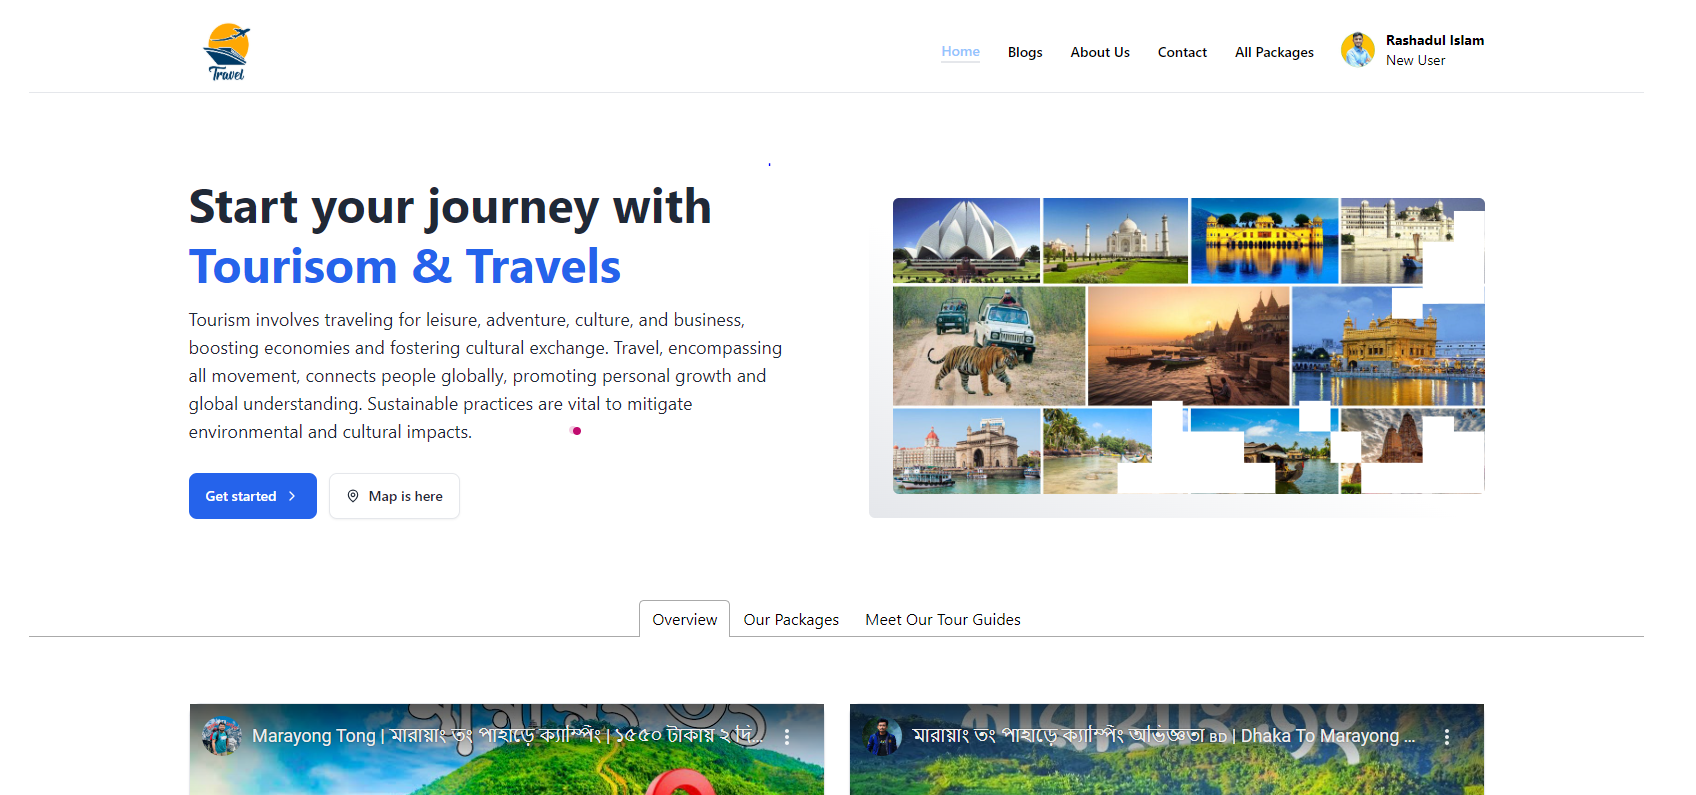 Travel
Home
Blogs
About Us
Contact
All Packages
Rashadul Islam
New User
Start your journey with
Tourisom & Travels
Tourism involves traveling for leisure, adventure, culture, and business,
boosting economies and fostering cultural exchange. Travel, encompassing
all movement, connects people globally, promoting personal growth and
global understanding. Sustainable practices are vital to mitigate
environmental and cultural impacts.
Get started
Map is here
Overview
Our Packages
Meet Our Tour Guides
Marayong Tong | মারায়াং তং পাহাড়ে ক্যাম্পিং | ১৫৫০ টাকায় ২ দি...
মারায়াং তং পাহাড়ে ক্যাম্পিং অভিজ্ঞতা BD | Dhaka To Marayong ...